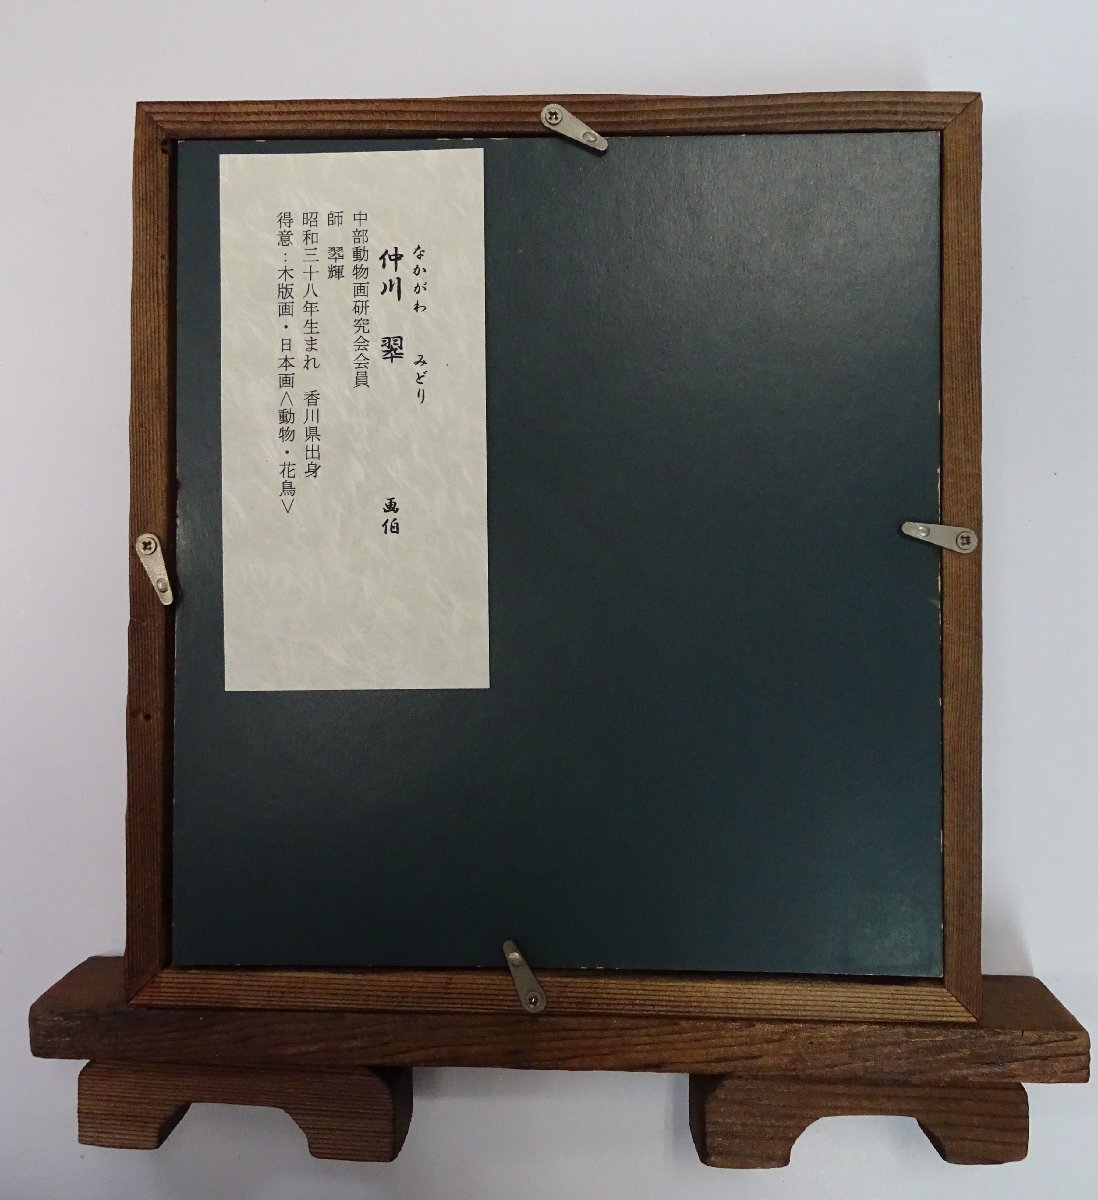 なかがわ みどり
仲川 翠 画伯
中部動物画研究会会員
師 翠輝
昭和三十八年生まれ 香川県出身
得意：木版画・日本画＜動物・花鳥＞